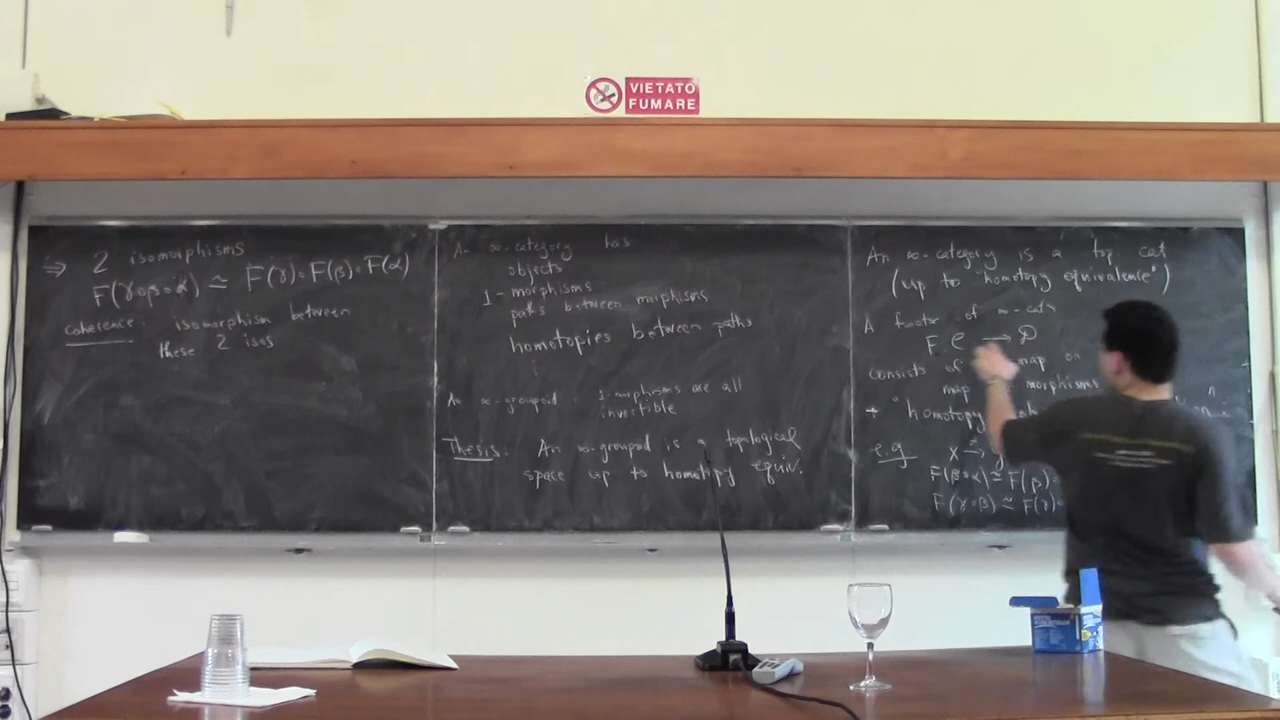 VIETATO
FUMARE
⇒ 2 isomorphisms
F(γ∘β∘α) ≃ F(γ)∘F(β)∘F(α)
Coherence: isomorphism between
these 2 isos
An ∞-category has
objects
1-morphisms
paths between morphisms
homotopies between paths
An ∞-groupoid: 1-morphisms are all
invertible
Thesis. An ∞-groupoid is a topological
space up to homotopy equiv.
An ∞-category is a top cat
(up to "homotopy equivalence")
A functor of ∞-cats
F: C → D
consists of map on
map morphisms
+ "homotopy
e.g. x
F(β∘α) ≃ F(β)∘
F(γ∘β) ≃ F(γ)∘